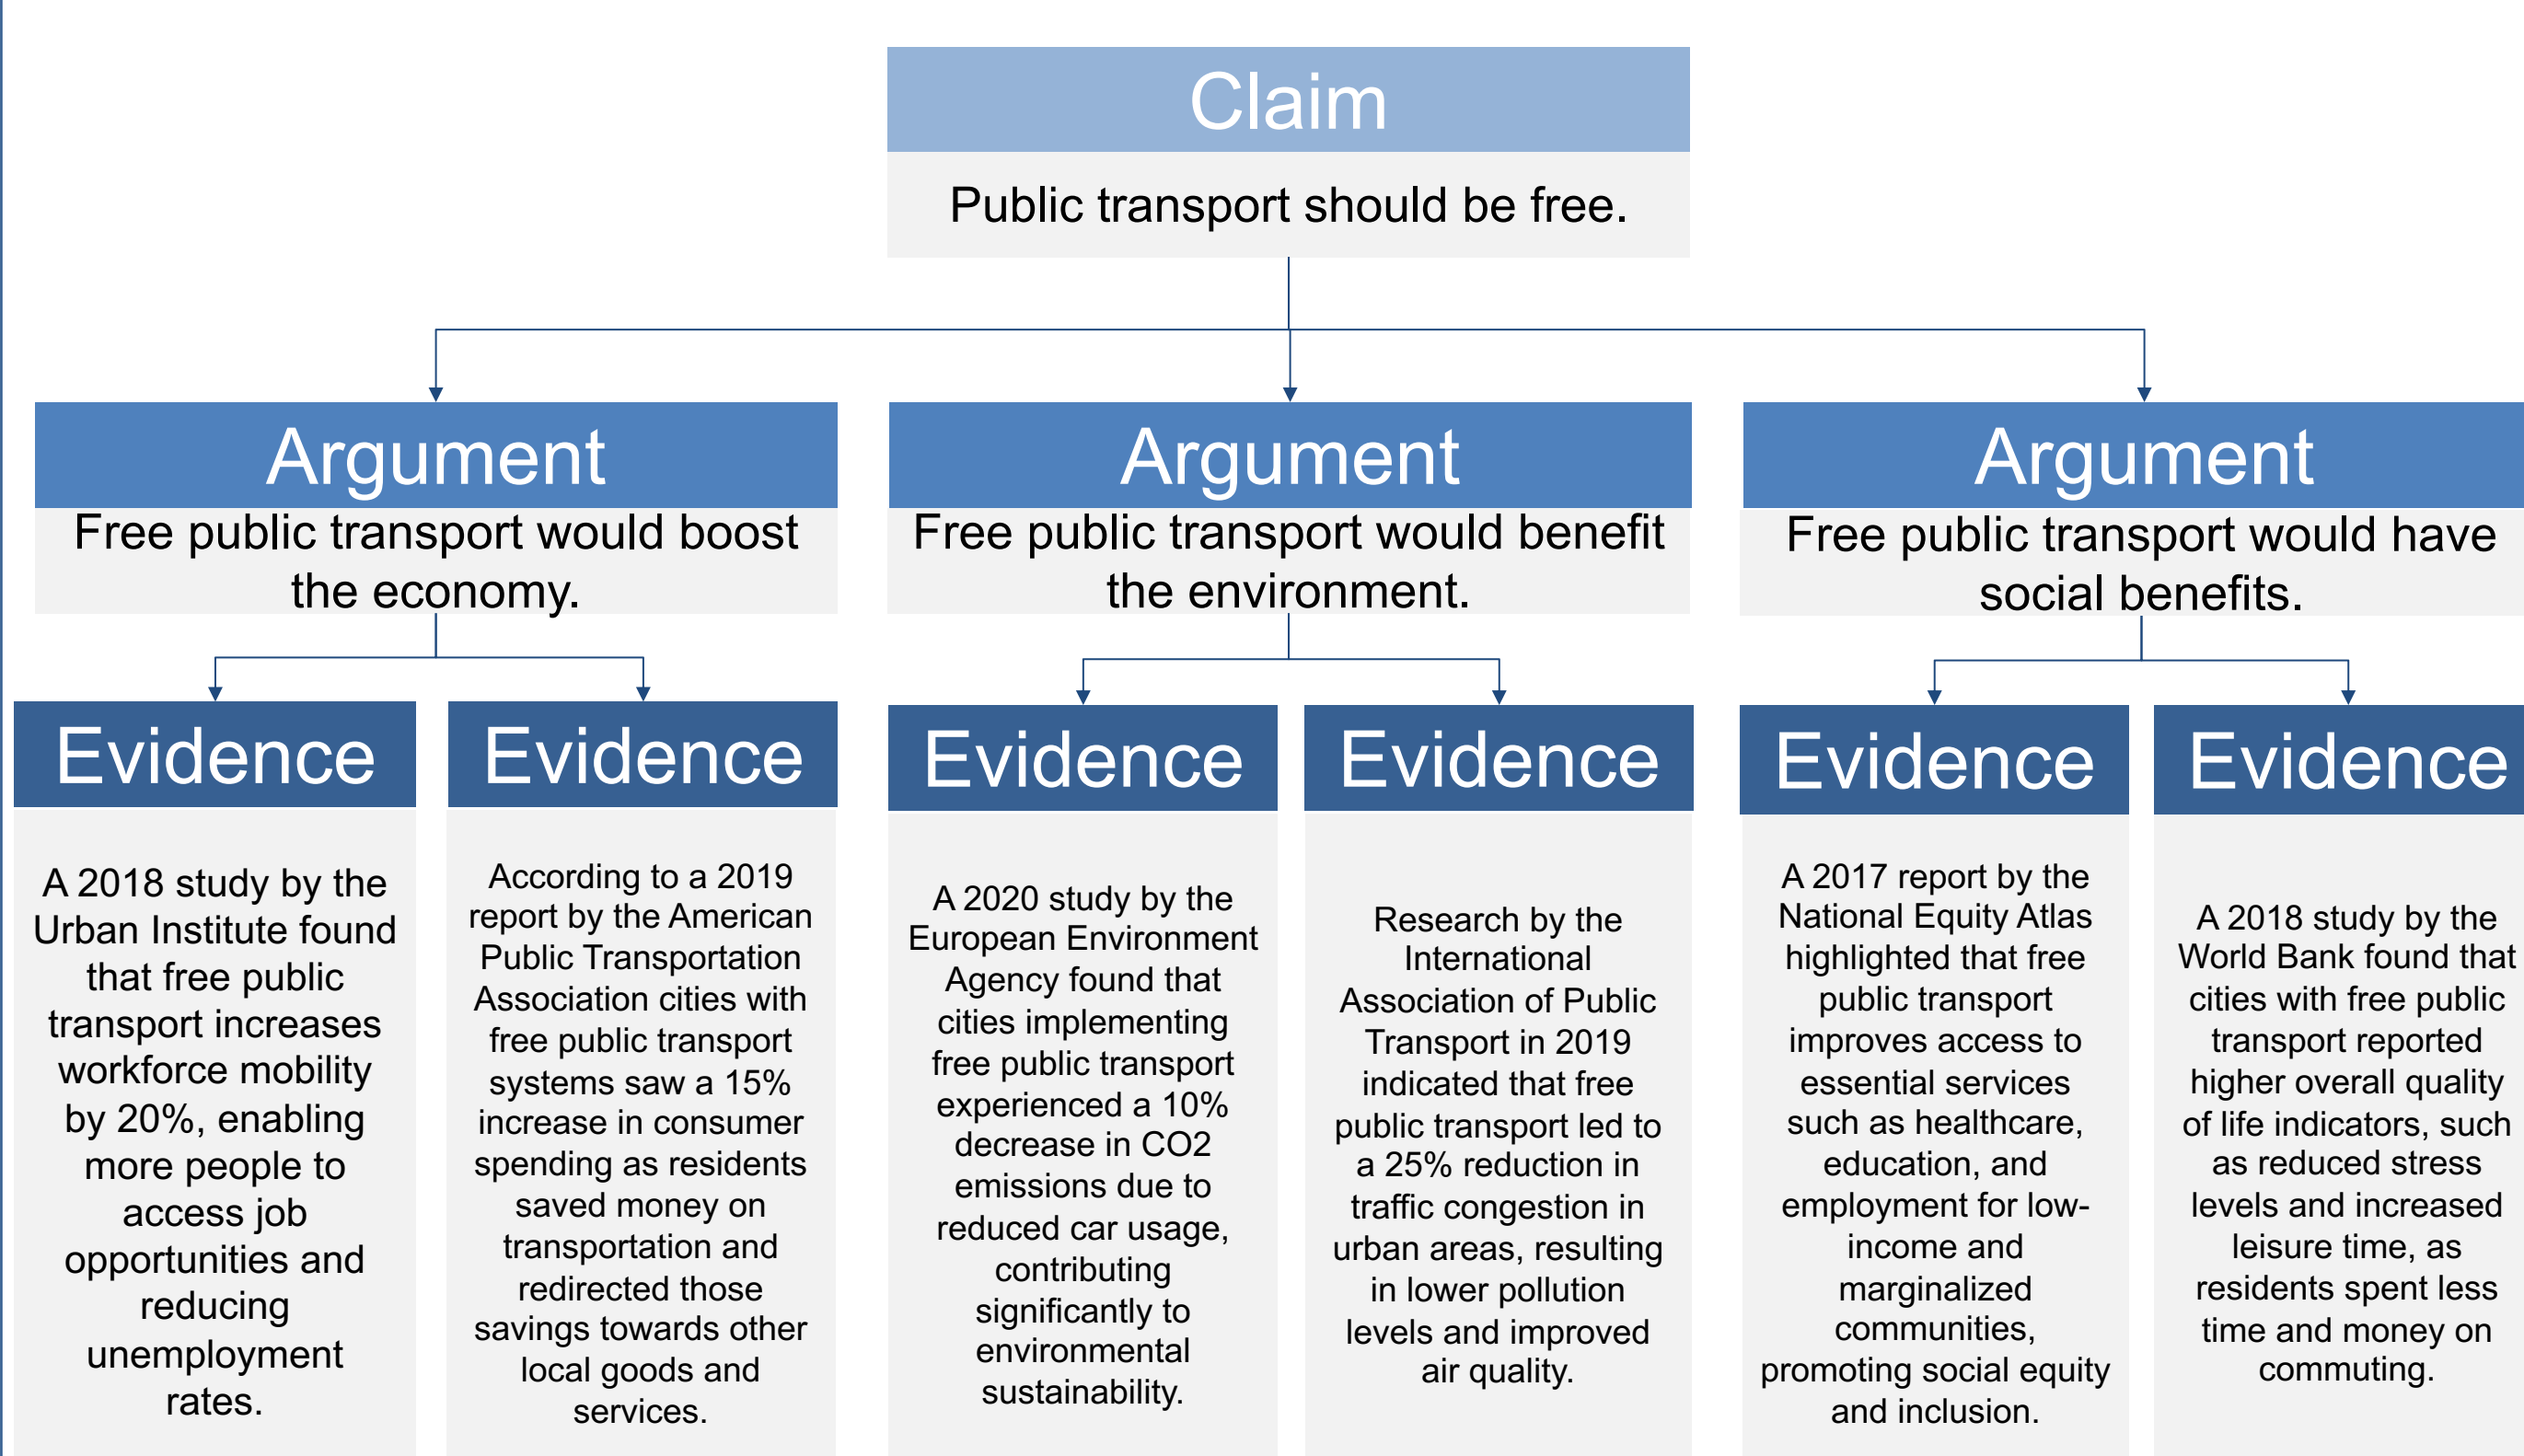 Claim
Public transport should be free.
Argument
Free public transport would boost
the economy.
Argument
Free public transport would benefit
the environment.
Argument
Free public transport would have
social benefits.
Evidence
A 2018 study by the
Urban Institute found
that free public
transport increases
workforce mobility
by 20%, enabling
more people to
access job
opportunities and
reducing
unemployment
rates.
Evidence
According to a 2019
report by the American
Public Transportation
Association cities with
free public transport
systems saw a 15%
increase in consumer
spending as residents
saved money on
transportation and
redirected those
savings towards other
local goods and
services.
Evidence
A 2020 study by the
European Environment
Agency found that
cities implementing
free public transport
experienced a 10%
decrease in CO2
emissions due to
reduced car usage,
contributing
significantly to
environmental
sustainability.
Evidence
Research by the
International
Association of Public
Transport in 2019
indicated that free
public transport led to
a 25% reduction in
traffic congestion in
urban areas, resulting
in lower pollution
levels and improved
air quality.
Evidence
A 2017 report by the
National Equity Atlas
highlighted that free
public transport
improves access to
essential services
such as healthcare,
education, and
employment for low-
income and
marginalized
communities,
promoting social equity
and inclusion.
Evidence
A 2018 study by the
World Bank found that
cities with free public
transport reported
higher overall quality
of life indicators, such
as reduced stress
levels and increased
leisure time, as
residents spent less
time and money on
commuting.